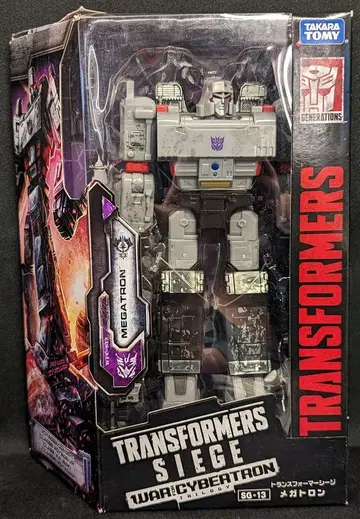 TAKARA
TOMY
GENERATIONS
TRANSFORMERS
MEGATRON
TRANSFORMERS
SIEGE
WAR FOR CYBERTRON
TRILOGY
SG-13
トランスフォーマーシージ
メガトロン